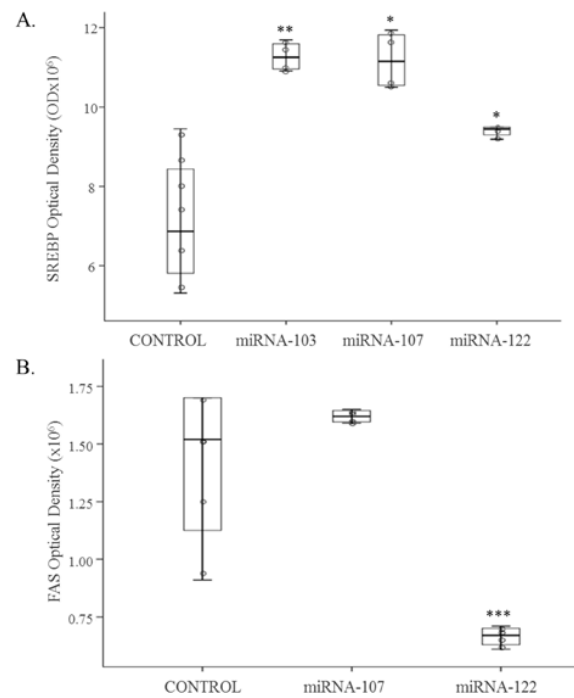 A.
SREBP Optical Density (ODx10⁶)
12
10
8
6
**
*
*
CONTROL miRNA-103 miRNA-107 miRNA-122
B.
FAS Optical Density (x10⁶)
1.75
1.50
1.25
1.00
0.75
***
CONTROL miRNA-107 miRNA-122